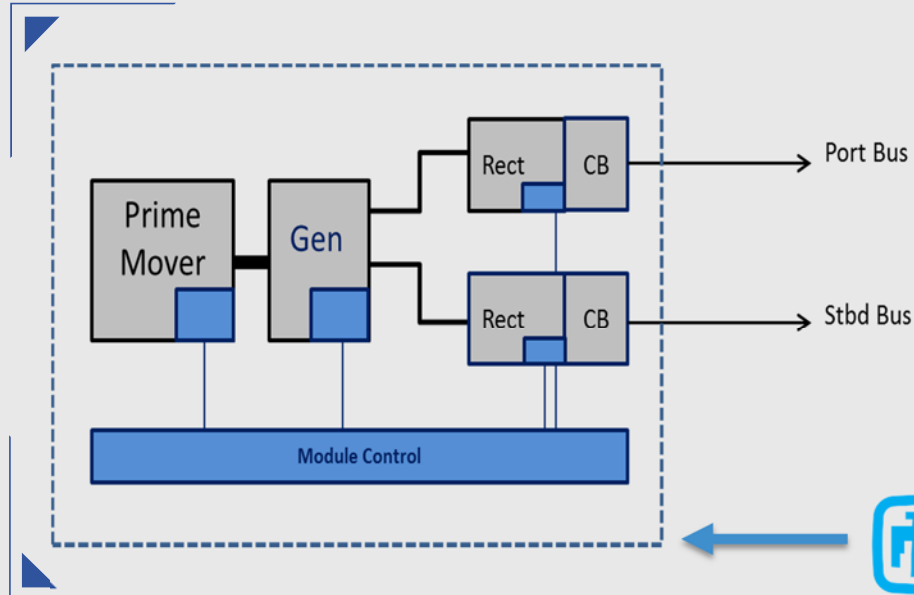 Prime
Mover
Gen
Rect
CB
Port Bus
Rect
CB
Stbd Bus
Module Control